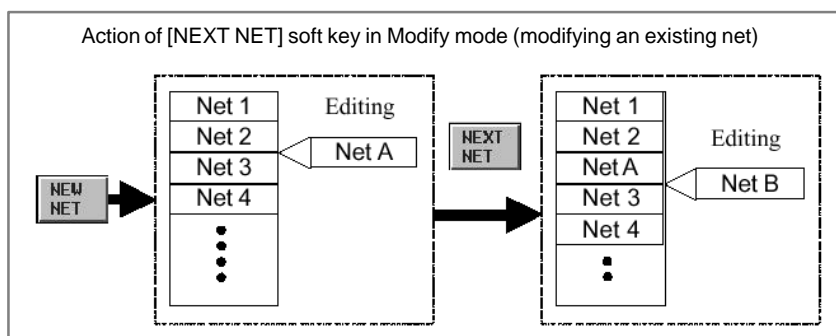 Action of [NEXT NET] soft key in Modify mode (modifying an existing net)
NEW
NET
Net 1
Net 2
Net 3
Net 4
Editing
Net A
NEXT
NET
Net 1
Net 2
NetA
Net 3
Net 4
Editing
Net B